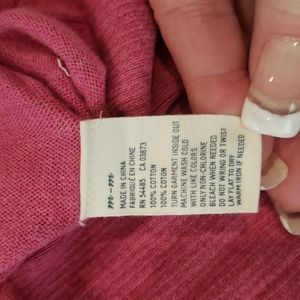 m-m
MADE IN CHINA
FABRIQUÉ EN CHINE
RN 54485 CA 03873
100% COTTON
100% COTTON
TURN GARMENT INSIDE OUT
MACHINE WASH COLD
WITH LIKE COLORS
ONLY NON-CHLORINE
BLEACH WHEN NEEDED
DO NOT WRING OR TWIST
LAY FLAT TO DRY
WARM IRON IF NEEDED